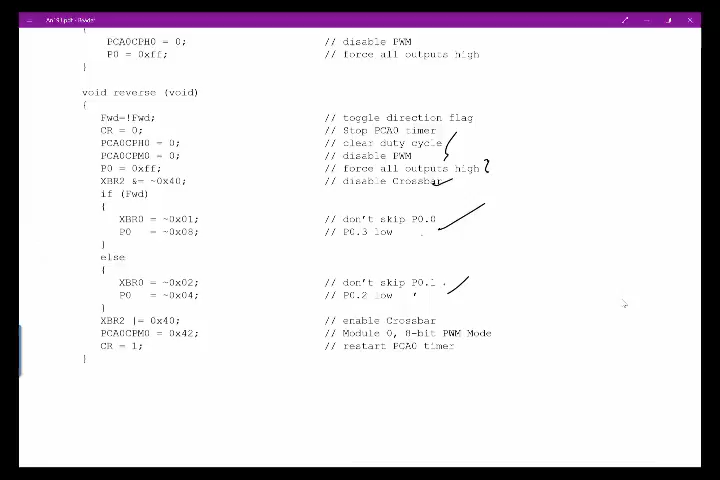 An191.pdf - Reader
{
PCA0CPH0 = 0; // disable PWM
P0 = 0xff; // force all outputs high
}
void reverse (void)
{
Fwd=!Fwd; // toggle direction flag
CR = 0; // Stop PCA0 timer
PCA0CPH0 = 0; // clear duty cycle
PCA0CPM0 = 0; // disable PWM
P0 = 0xff; // force all outputs high
XBR2 &= ~0x40; // disable Crossbar
if (Fwd)
{
XBR0 = ~0x01; // don't skip P0.0
P0 = ~0x08; // P0.3 low
}
else
{
XBR0 = ~0x02; // don't skip P0.1
P0 = ~0x04; // P0.2 low
}
XBR2 |= 0x40; // enable Crossbar
PCA0CPM0 = 0x42; // Module 0, 8-bit PWM Mode
CR = 1; // restart PCA0 timer
}